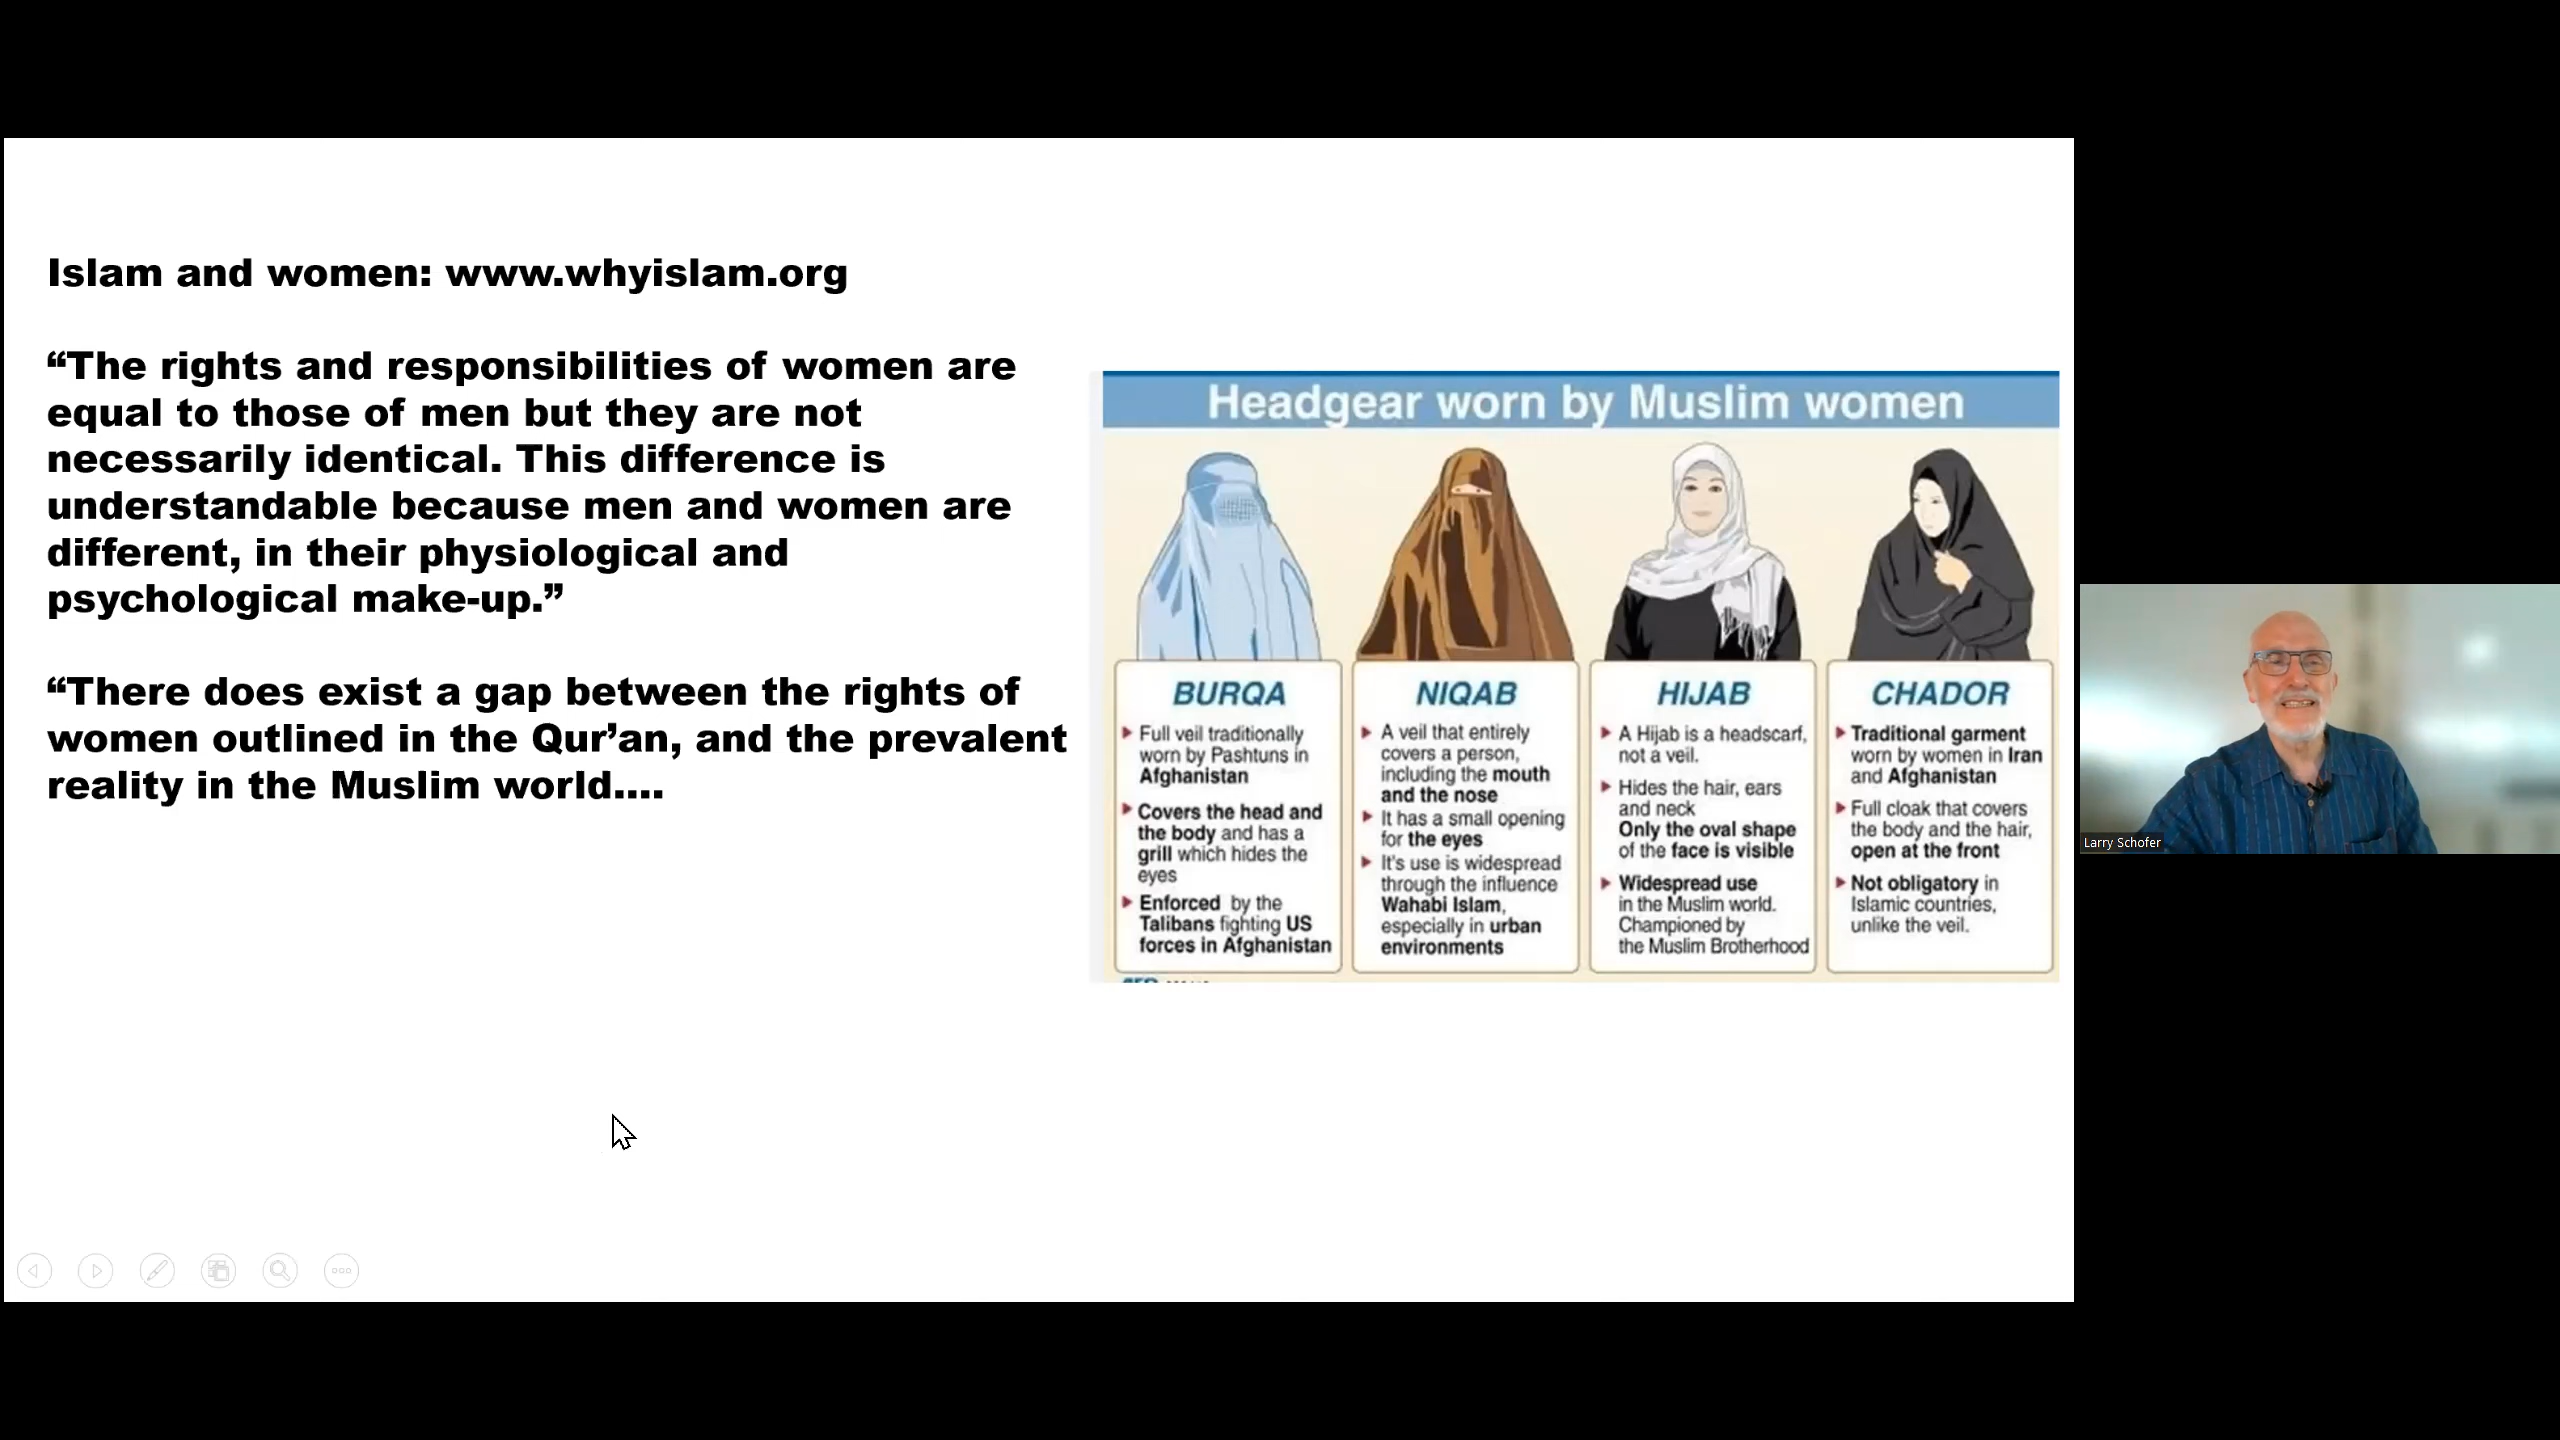 Islam and women: www.whyislam.org
“The rights and responsibilities of women are
equal to those of men but they are not
necessarily identical. This difference is
understandable because men and women are
different, in their physiological and
psychological make-up.”
“There does exist a gap between the rights of
women outlined in the Qur’an, and the prevalent
reality in the Muslim world....
Headgear worn by Muslim women
BURQA
Full veil traditionally
worn by Pashtuns in
Afghanistan
Covers the head and
the body and has a
grill which hides the
eyes
Enforced by the
Talibans fighting US
forces in Afghanistan
NIQAB
A veil that entirely
covers a person,
including the mouth
and the nose
It has a small opening
for the eyes
It's use is widespread
through the influence
Wahabi Islam,
especially in urban
environments
HIJAB
A Hijab is a headscarf,
not a veil.
Hides the hair, ears
and neck
Only the oval shape
of the face is visible
Widespread use
in the Muslim world.
Championed by
the Muslim Brotherhood
CHADOR
Traditional garment
worn by women in Iran
and Afghanistan
Full cloak that covers
the body and the hair,
open at the front
Not obligatory in
Islamic countries,
unlike the veil.
Larry Schofer